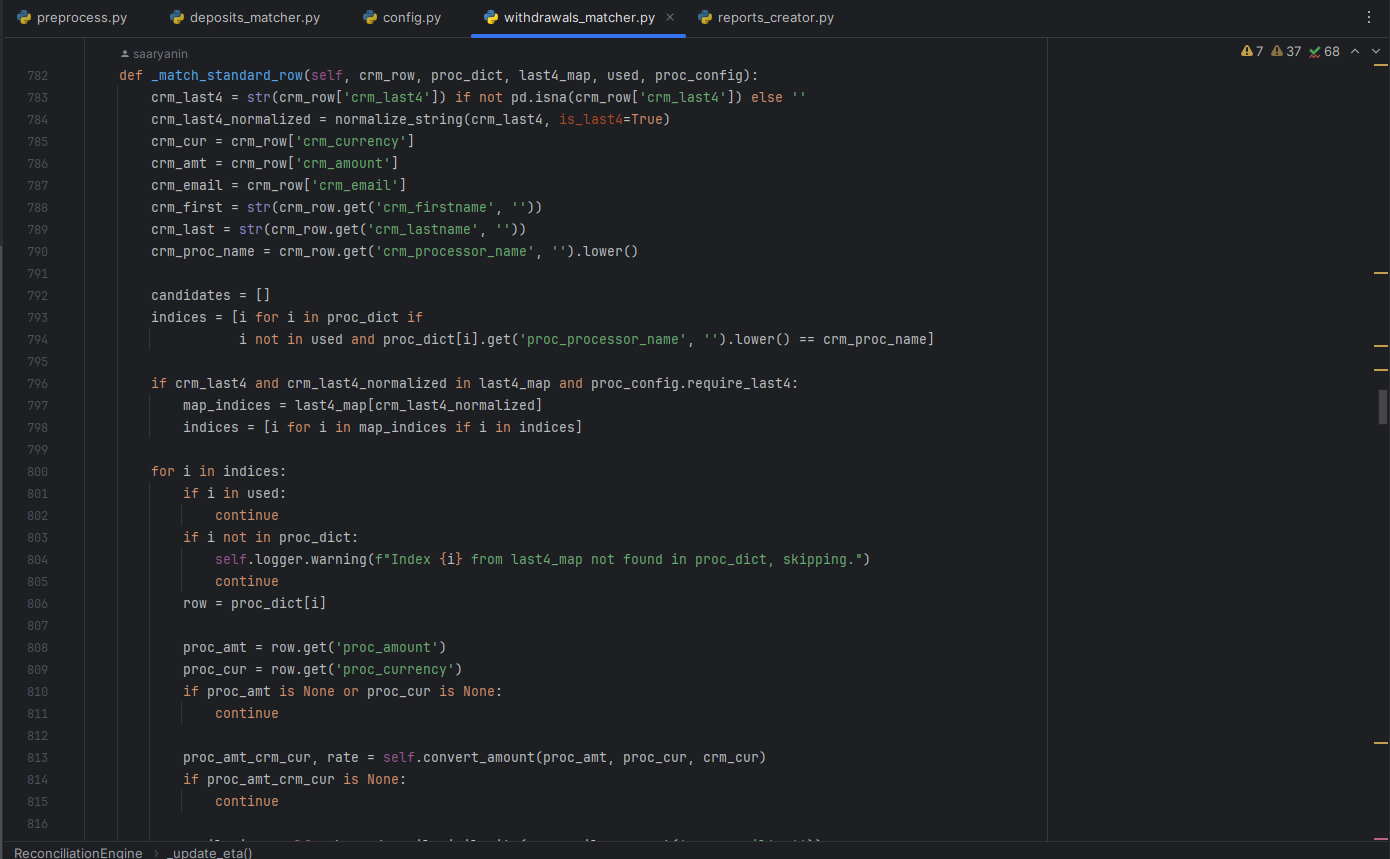 preprocess.py deposits_matcher.py config.py withdrawals_matcher.py reports_creator.py
saaryanin
7 37 68
782 def _match_standard_row(self, crm_row, proc_dict, last4_map, used, proc_config):
783 crm_last4 = str(crm_row['crm_last4']) if not pd.isna(crm_row['crm_last4']) else ''
784 crm_last4_normalized = normalize_string(crm_last4, is_last4=True)
785 crm_cur = crm_row['crm_currency']
786 crm_amt = crm_row['crm_amount']
787 crm_email = crm_row['crm_email']
788 crm_first = str(crm_row.get('crm_firstname', ''))
789 crm_last = str(crm_row.get('crm_lastname', ''))
790 crm_proc_name = crm_row.get('crm_processor_name', '').lower()
791
792 candidates = []
793 indices = [i for i in proc_dict if
794 i not in used and proc_dict[i].get('proc_processor_name', '').lower() == crm_proc_name]
795
796 if crm_last4 and crm_last4_normalized in last4_map and proc_config.require_last4:
797 map_indices = last4_map[crm_last4_normalized]
798 indices = [i for i in map_indices if i in indices]
799
800 for i in indices:
801 if i in used:
802 continue
803 if i not in proc_dict:
804 self.logger.warning(f"Index {i} from last4_map not found in proc_dict, skipping.")
805 continue
806 row = proc_dict[i]
807
808 proc_amt = row.get('proc_amount')
809 proc_cur = row.get('proc_currency')
810 if proc_amt is None or proc_cur is None:
811 continue
812
813 proc_amt_crm_cur, rate = self.convert_amount(proc_amt, proc_cur, crm_cur)
814 if proc_amt_crm_cur is None:
815 continue
816
ReconciliationEngine › _update_eta()